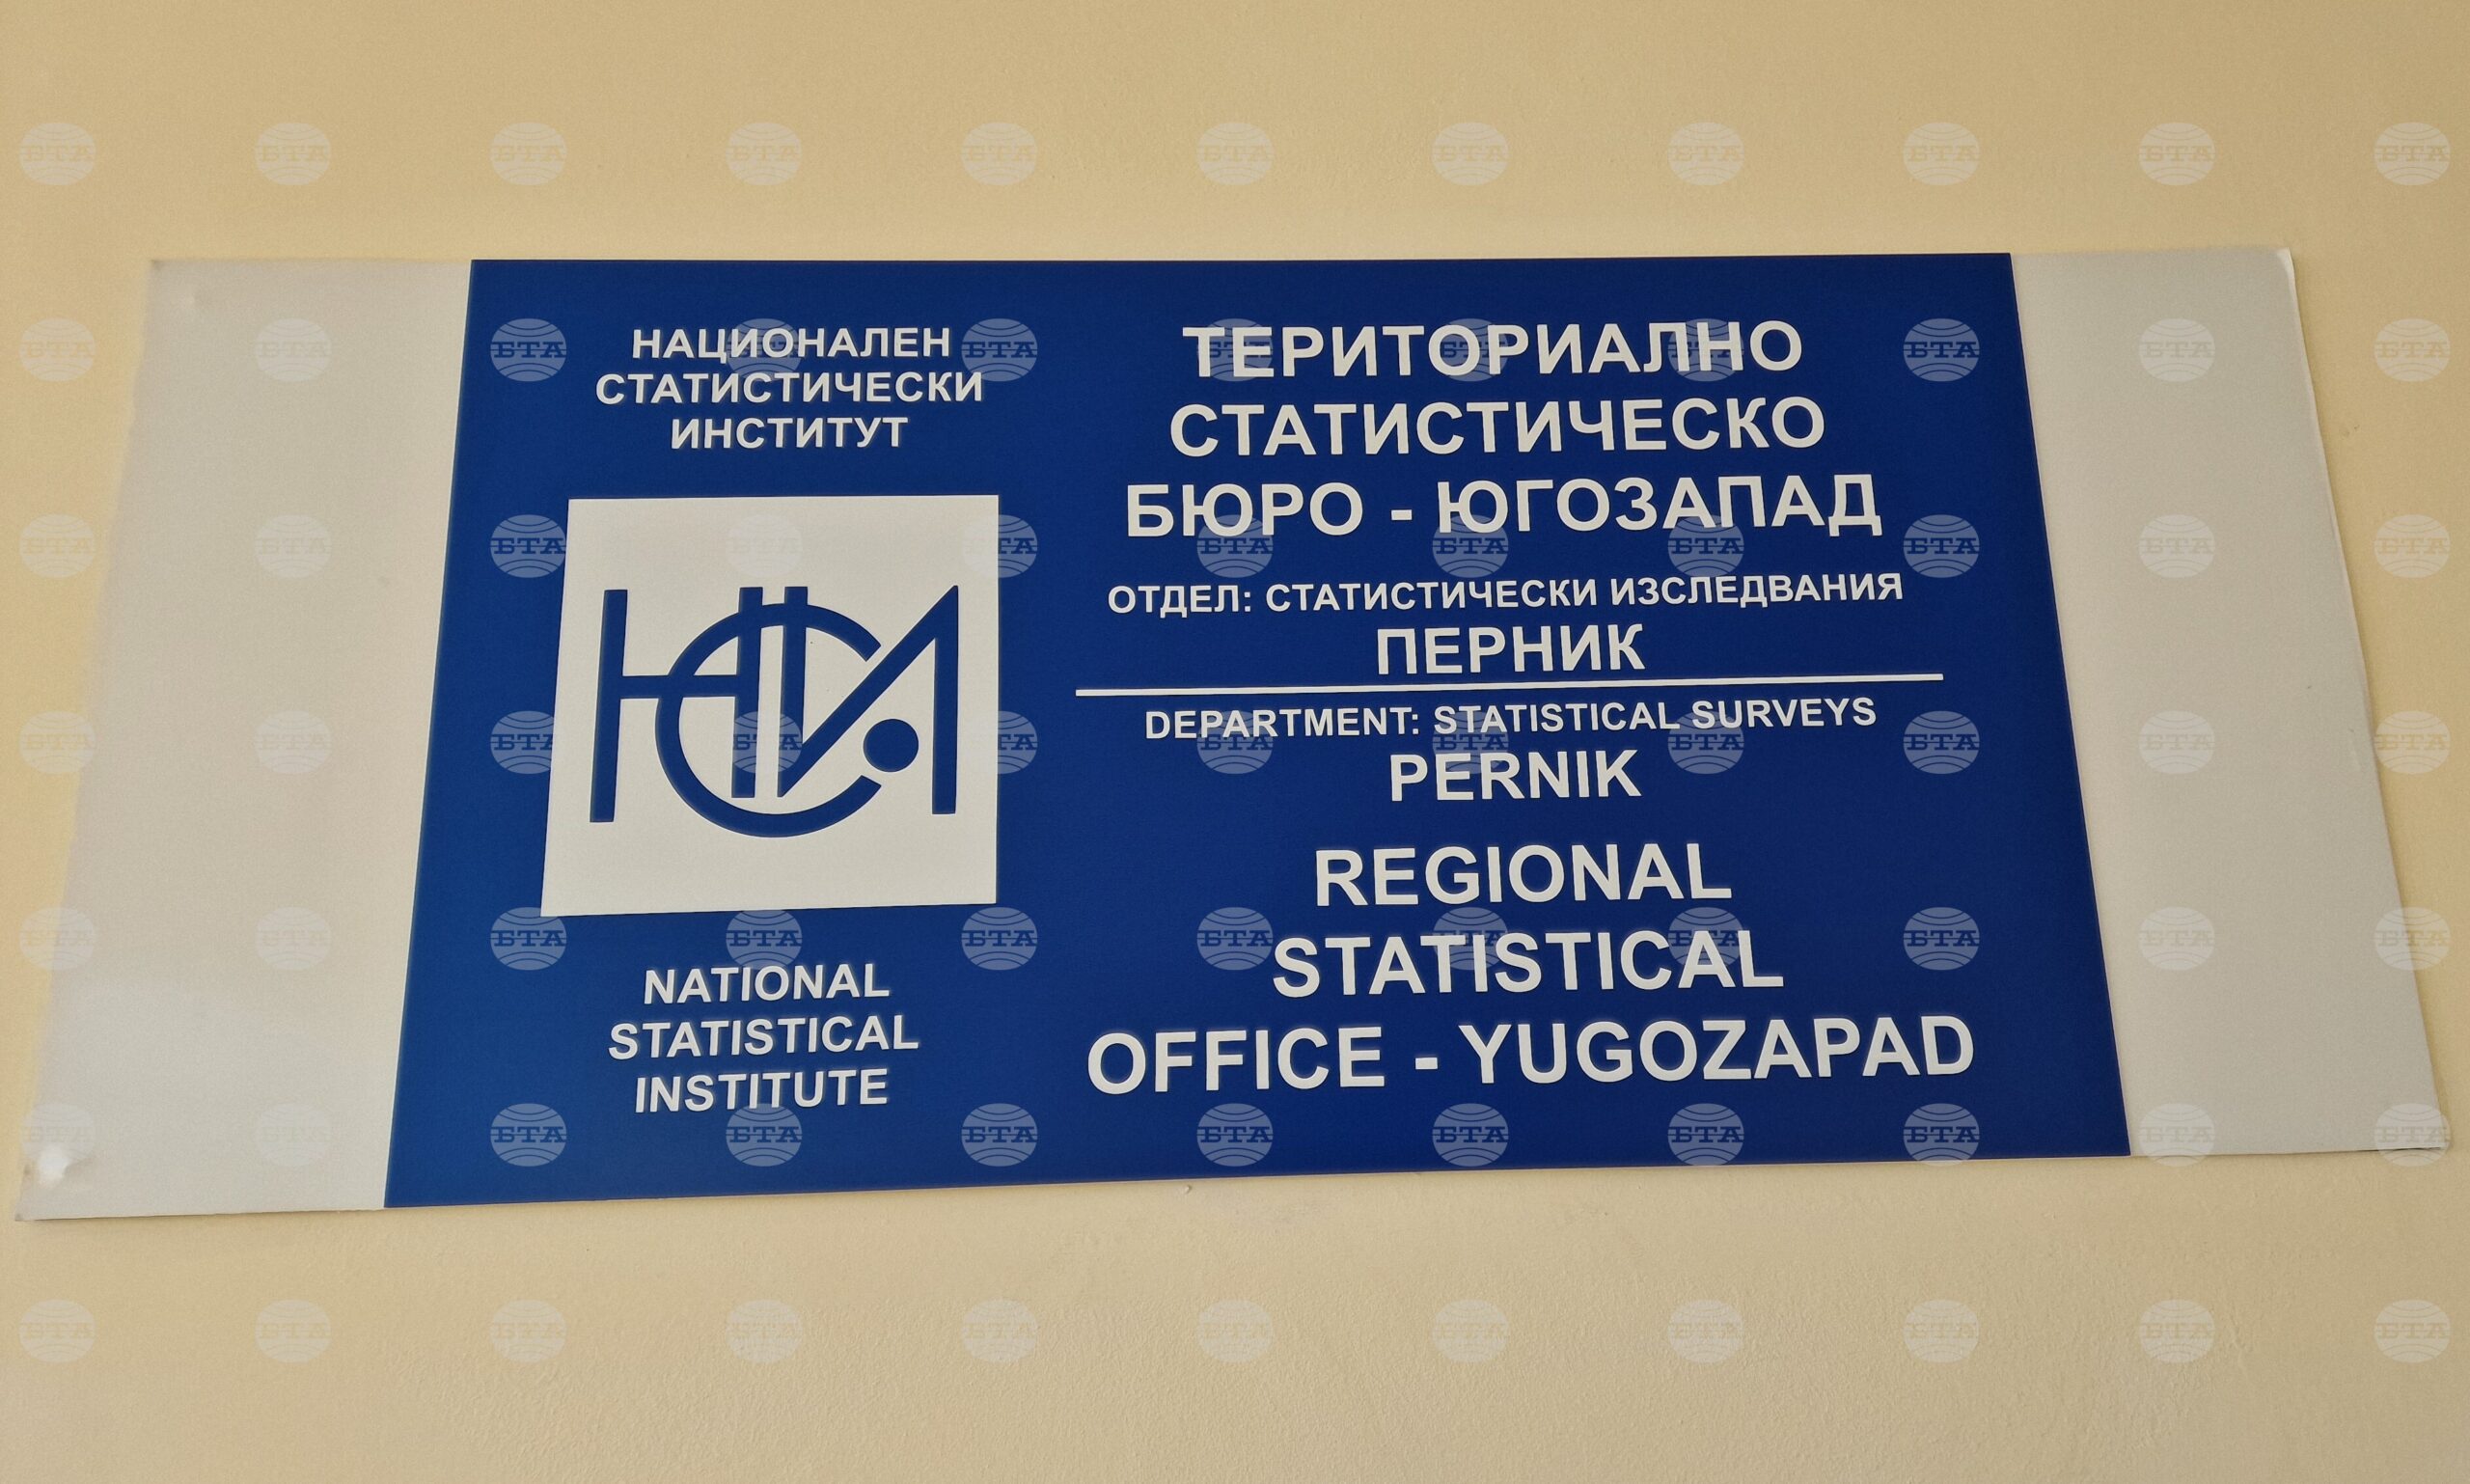 НАЦИОНАЛЕН
СТАТИСТИЧЕСКИ
ИНСТИТУТ
НСИ
NATIONAL
STATISTICAL
INSTITUTE
ТЕРИТОРИАЛНО
СТАТИСТИЧЕСКО
БЮРО - ЮГОЗАПАД
ОТДЕЛ: СТАТИСТИЧЕСКИ ИЗСЛЕДВАНИЯ
ПЕРНИК
DEPARTMENT: STATISTICAL SURVEYS
PERNIK
REGIONAL
STATISTICAL
OFFICE - YUGOZAPAD
БТА